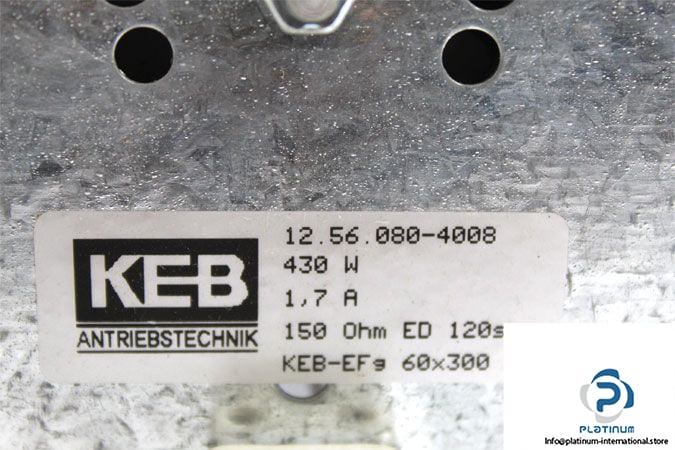 KEB
ANTRIEBSTECHNIK
12.56.080-4008
430 W
1,7 A
150 Ohm ED 120s
KEB-EFg 60x300
PLATINUM
Info@platinum-international.store